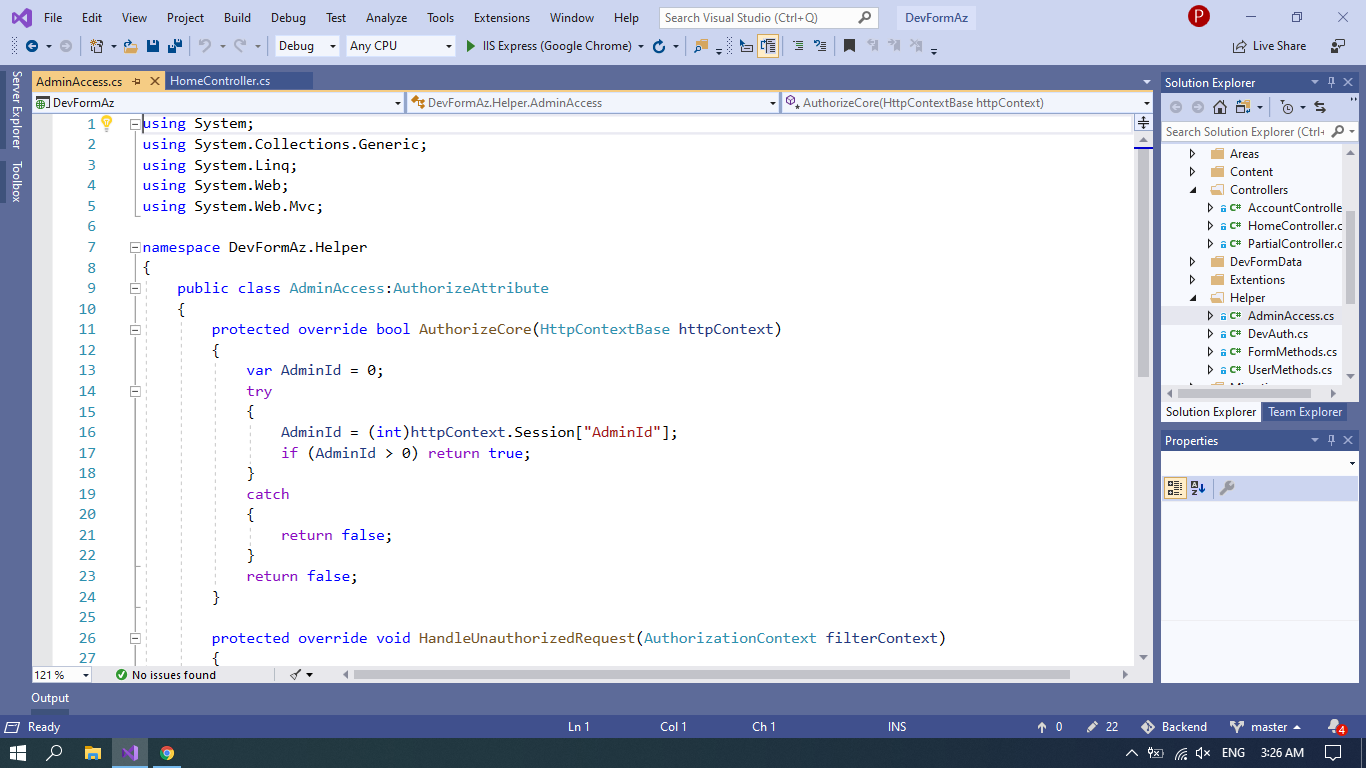 File Edit View Project Build Debug Test Analyze Tools Extensions Window Help Search Visual Studio (Ctrl+Q) DevFormAz P
Debug Any CPU IIS Express (Google Chrome) Live Share
Server Explorer
Toolbox
AdminAccess.cs HomeController.cs
DevFormAz DevFormAz.Helper.AdminAccess AuthorizeCore(HttpContextBase httpContext)
1 using System;
2 using System.Collections.Generic;
3 using System.Linq;
4 using System.Web;
5 using System.Web.Mvc;
6
7 namespace DevFormAz.Helper
8 {
9 public class AdminAccess:AuthorizeAttribute
10 {
11 protected override bool AuthorizeCore(HttpContextBase httpContext)
12 {
13 var AdminId = 0;
14 try
15 {
16 AdminId = (int)httpContext.Session["AdminId"];
17 if (AdminId > 0) return true;
18 }
19 catch
20 {
21 return false;
22 }
23 return false;
24 }
25
26 protected override void HandleUnauthorizedRequest(AuthorizationContext filterContext)
27 {
121 % No issues found
Solution Explorer
Search Solution Explorer (Ctrl+
Areas
Content
Controllers
C# AccountControlle
C# HomeController.c
C# PartialController.c
DevFormData
Extentions
Helper
C# AdminAccess.cs
C# DevAuth.cs
C# FormMethods.cs
C# UserMethods.cs
Solution Explorer Team Explorer
Properties
Output
Ready Ln 1 Col 1 Ch 1 INS 0 22 Backend master 4
ENG 3:26 AM